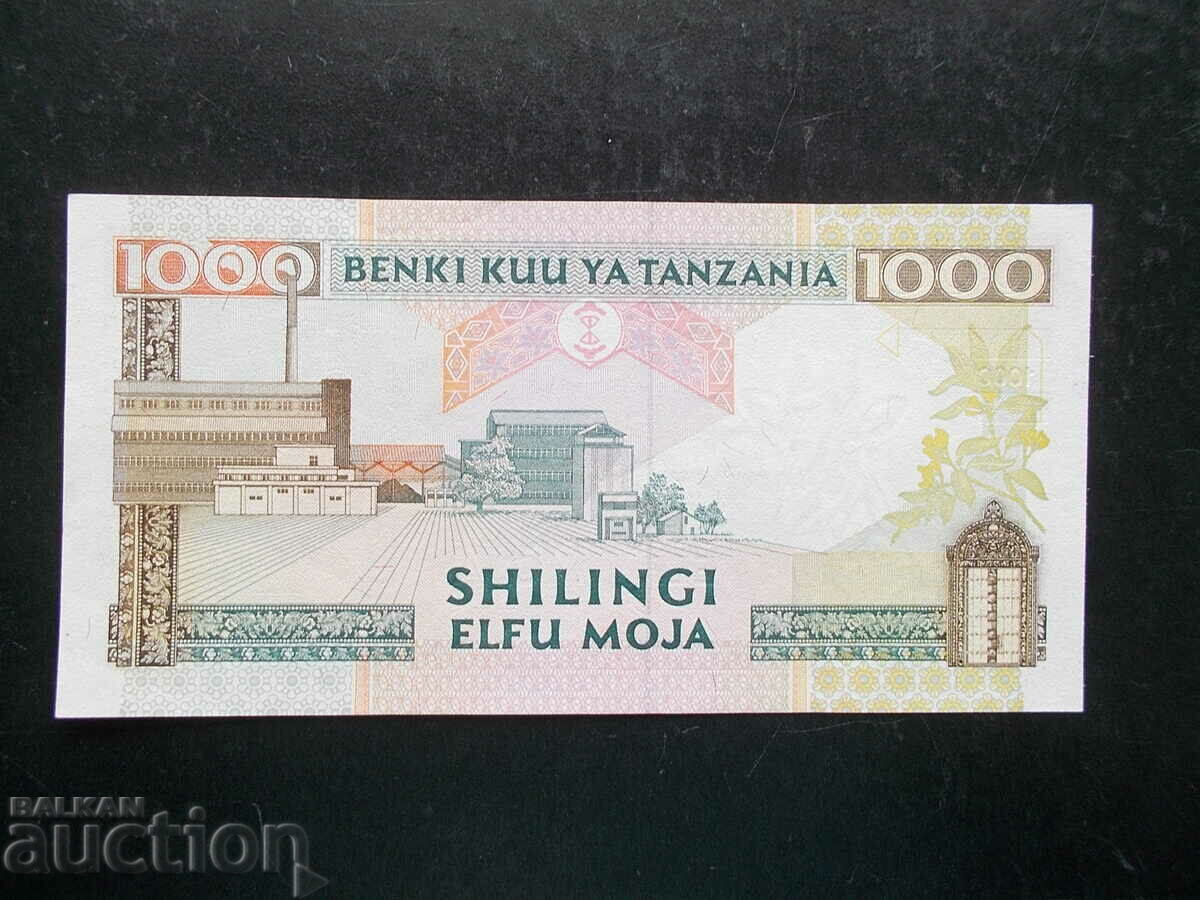 1000 BENKI KUU YA TANZANIA 1000
SHILINGI
ELFU MOJA
BALKAN
auction